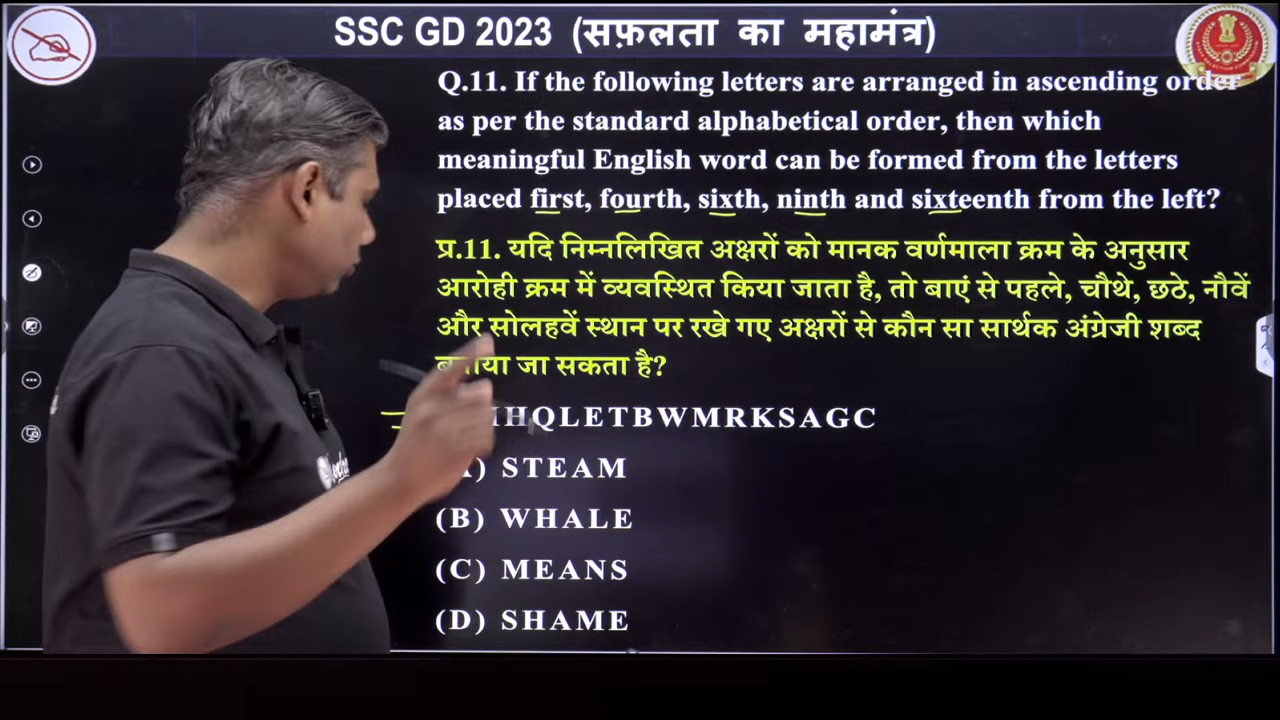 SSC GD 2023 (सफ़लता का महामंत्र)
Q.11. If the following letters are arranged in ascending order
as per the standard alphabetical order, then which
meaningful English word can be formed from the letters
placed first, fourth, sixth, ninth and sixteenth from the left?
प्र.11. यदि निम्नलिखित अक्षरों को मानक वर्णमाला क्रम के अनुसार
आरोही क्रम में व्यवस्थित किया जाता है, तो बाएं से पहले, चौथे, छठे, नौवें
और सोलहवें स्थान पर रखे गए अक्षरों से कौन सा सार्थक अंग्रेजी शब्द
जा सकता है?
HQLETBWMRKSAGC
STEAM
(B) WHALE
(C) MEANS
(D) SHAME